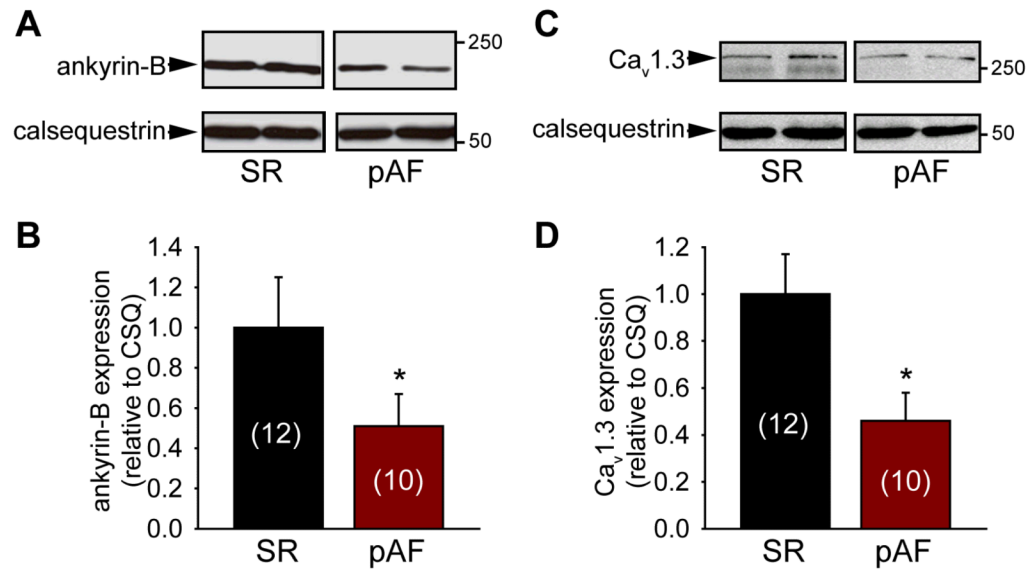 A
250
ankyrin-B
calsequestrin
50
SR pAF
B
1.4
1.2
1.0
0.8
0.6
0.4
0.2
0.0
ankyrin-B expression
(relative to CSQ)
(12)
*
(10)
SR pAF
C
Cav1.3
250
calsequestrin
50
SR pAF
D
1.2
1.0
0.8
0.6
0.4
0.2
0.0
Cav1.3 expression
(relative to CSQ)
(12)
*
(10)
SR pAF